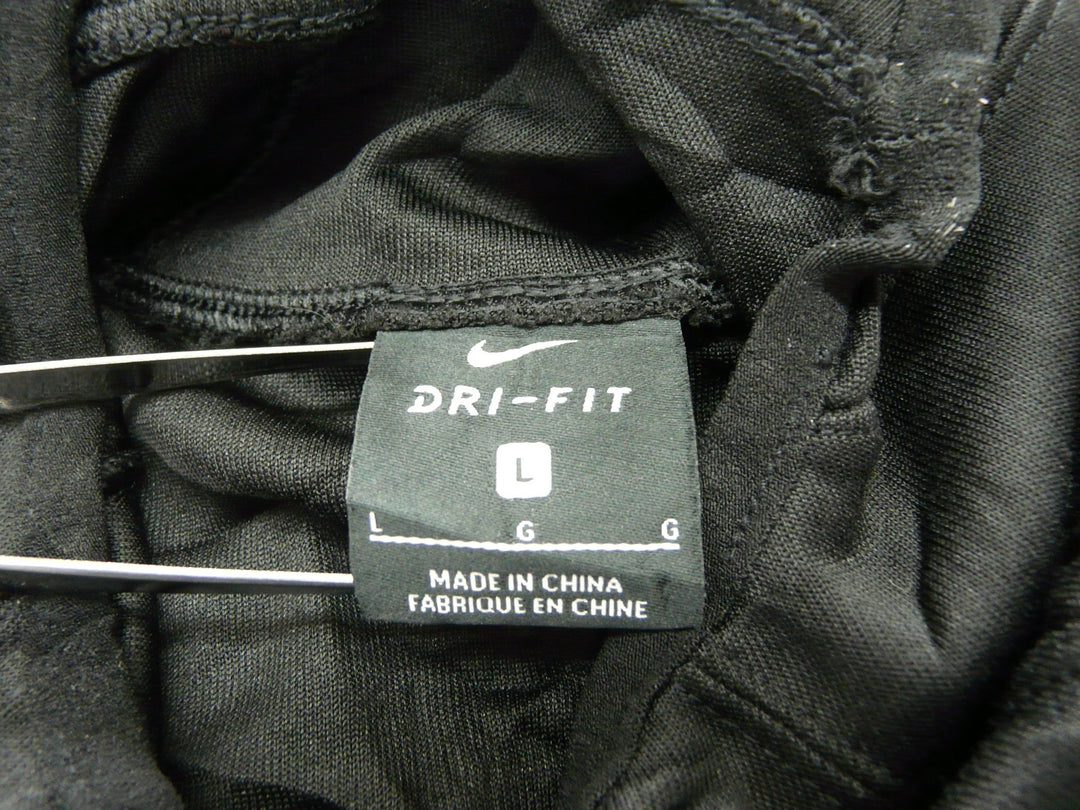 DRI-FIT
L
L G G
MADE IN CHINA
FABRIQUE EN CHINE